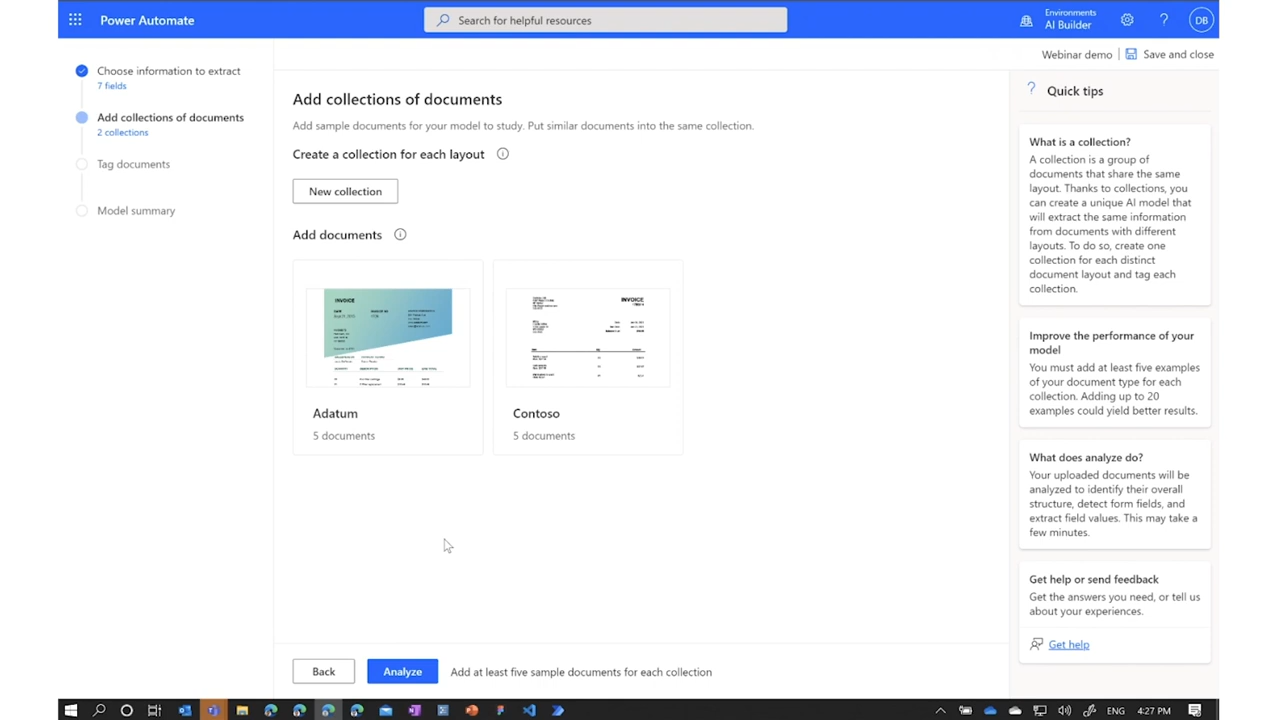 Power Automate
Search for helpful resources
Environments
AI Builder
DB
Webinar demo
Save and close
Choose information to extract
7 fields
Add collections of documents
2 collections
Tag documents
Model summary
Add collections of documents
Add sample documents for your model to study. Put similar documents into the same collection.
Create a collection for each layout
New collection
Add documents
INVOICE
Adatum
5 documents
INVOICE
Contoso
5 documents
Back
Analyze
Add at least five sample documents for each collection
Quick tips
What is a collection?
A collection is a group of
documents that share the same
layout. Thanks to collections, you
can create a unique AI model that
will extract the same information
from documents with different
layouts. To do so, create one
collection for each distinct
document layout and tag each
collection.
Improve the performance of your
model
You must add at least five examples
of your document type for each
collection. Adding up to 20
examples could yield better results.
What does analyze do?
Your uploaded documents will be
analyzed to identify their overall
structure, detect form fields, and
extract field values. This may take a
few minutes.
Get help or send feedback
Get the answers you need, or tell us
about your experiences.
Get help
ENG
4:27 PM